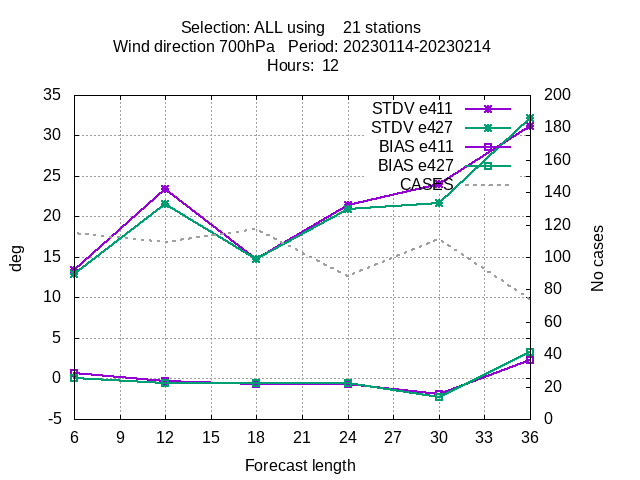 Selection: ALL using    21 stations
Wind direction 700hPa   Period: 20230114-20230214
Hours:  12
STDV e411
STDV e427
BIAS e411
BIAS e427
CASES
deg
35
30
25
20
15
10
5
0
-5
200
180
160
140
120
100
80
60
40
20
0
No cases
6 9 12 15 18 21 24 27 30 33 36
Forecast length